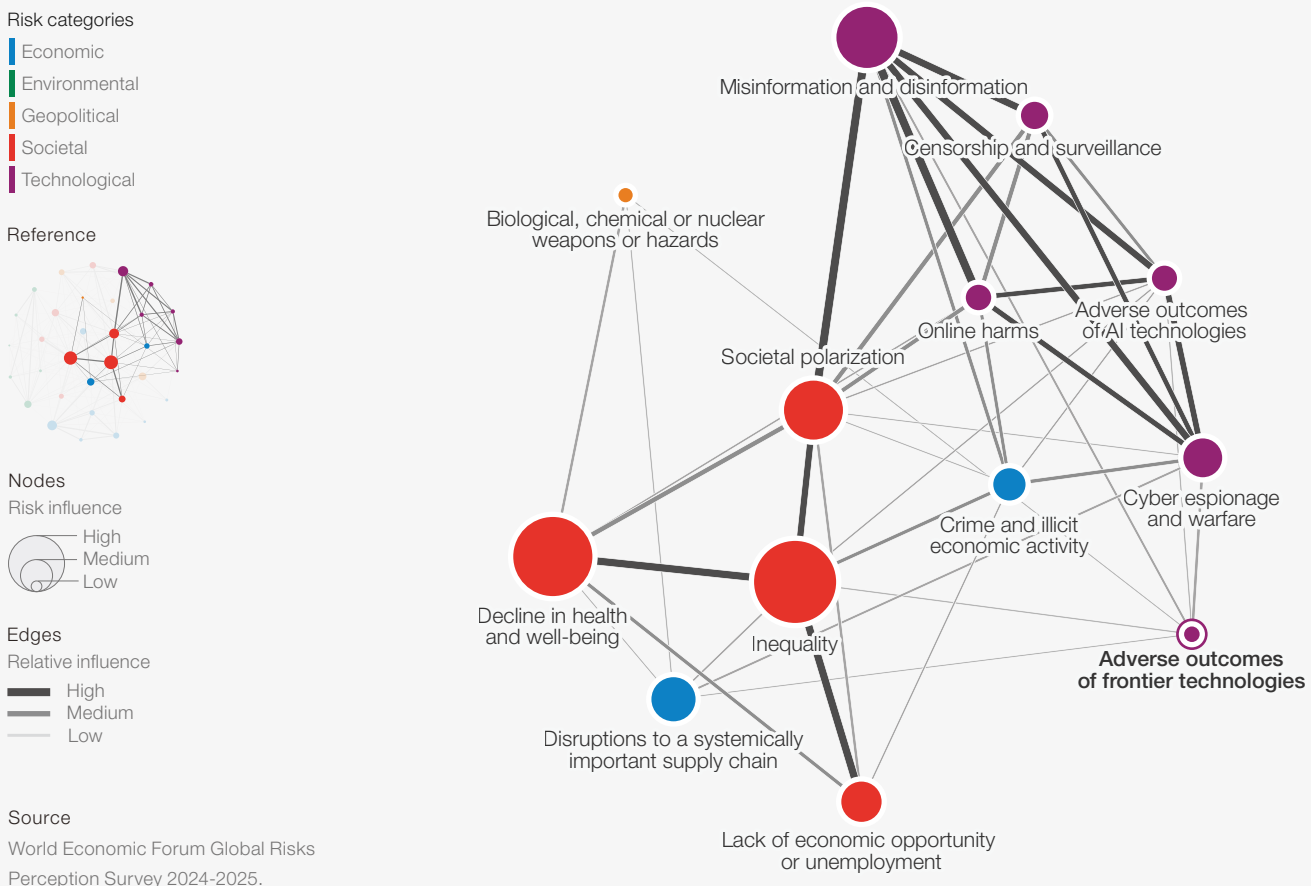 Risk categories
Economic
Environmental
Geopolitical
Societal
Technological
Reference
Nodes
Risk influence
High
Medium
Low
Edges
Relative influence
High
Medium
Low
Source
World Economic Forum Global Risks
Perception Survey 2024-2025.
Misinformation and disinformation
Censorship and surveillance
Biological, chemical or nuclear
weapons or hazards
Adverse outcomes
of AI technologies
Online harms
Societal polarization
Cyber espionage
and warfare
Crime and illicit
economic activity
Decline in health
and well-being
Inequality
Adverse outcomes
of frontier technologies
Disruptions to a systemically
important supply chain
Lack of economic opportunity
or unemployment